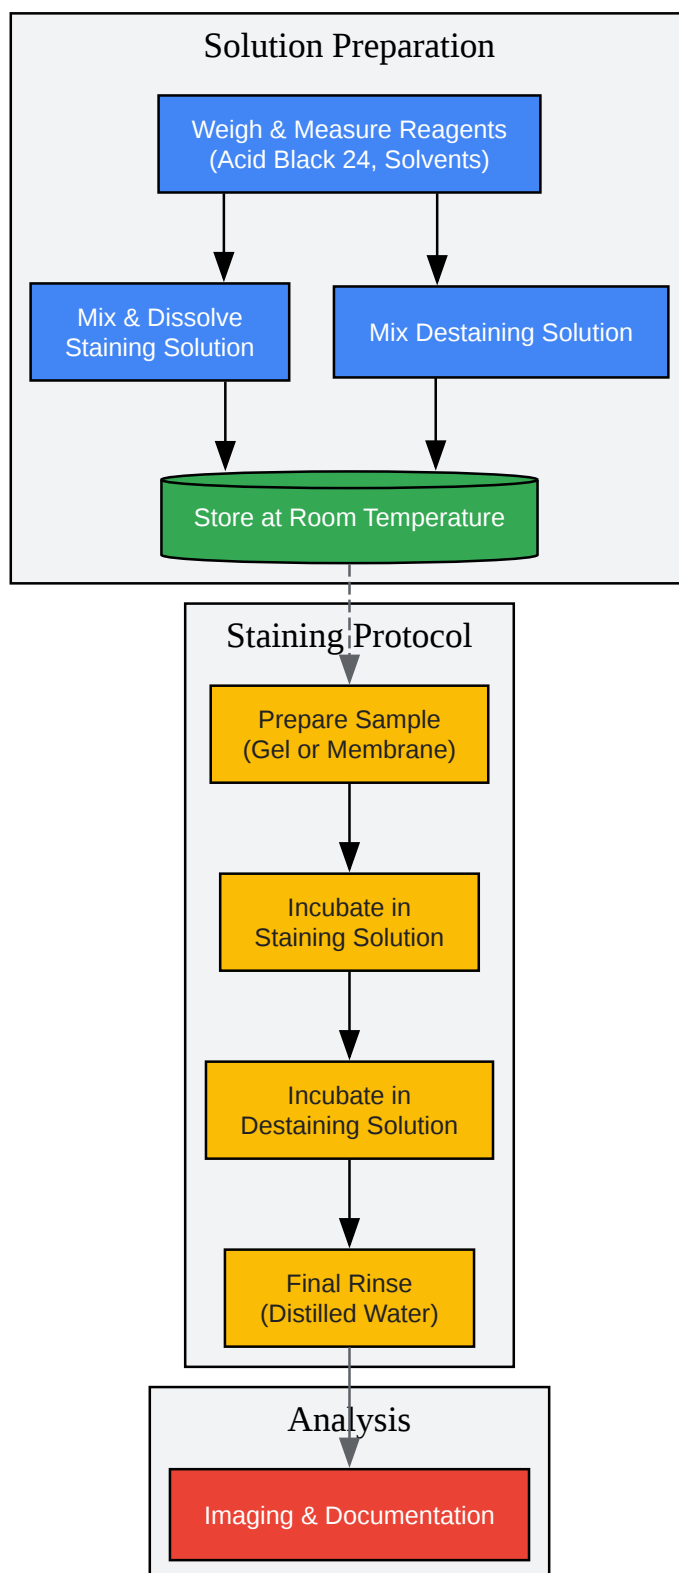 Solution Preparation
Weigh & Measure Reagents
(Acid Black 24, Solvents)
Mix & Dissolve
Staining Solution
Mix Destaining Solution
Store at Room Temperature
Staining Protocol
Prepare Sample
(Gel or Membrane)
Incubate in
Staining Solution
Incubate in
Destaining Solution
Final Rinse
(Distilled Water)
Analysis
Imaging & Documentation